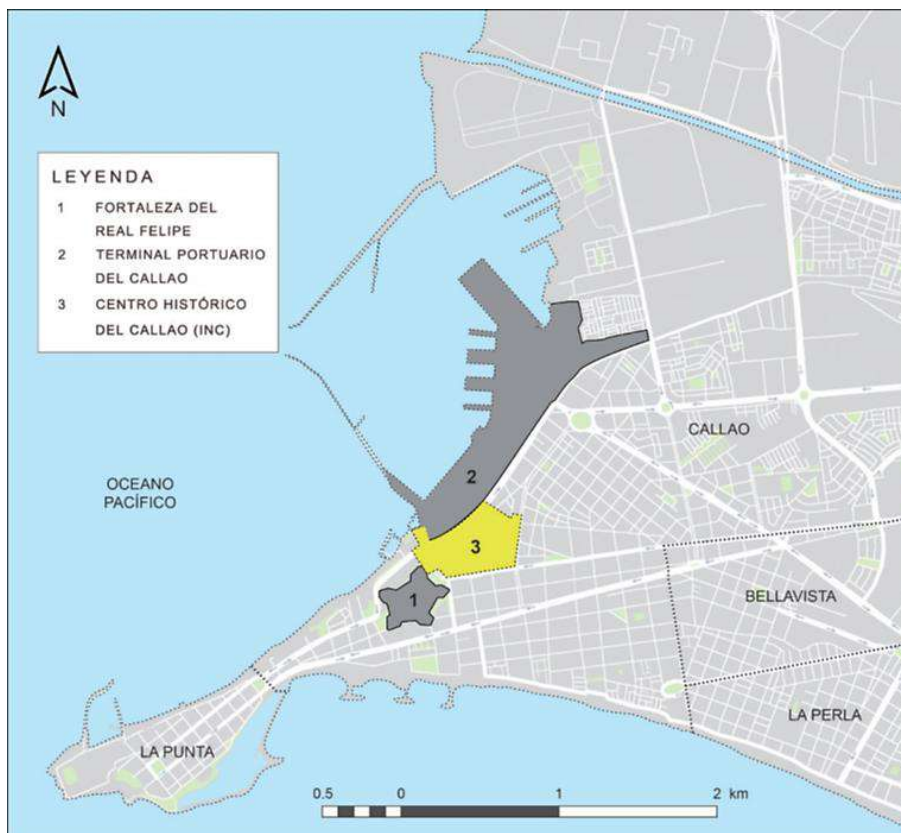 N
LEYENDA
1 FORTALEZA DEL
REAL FELIPE
2 TERMINAL PORTUARIO
DEL CALLAO
3 CENTRO HISTÓRICO
DEL CALLAO (INC)
CALLAO
2
OCEANO
PACÍFICO
3
1
BELLAVISTA
LA PERLA
LA PUNTA
0.5 0 1 2 km